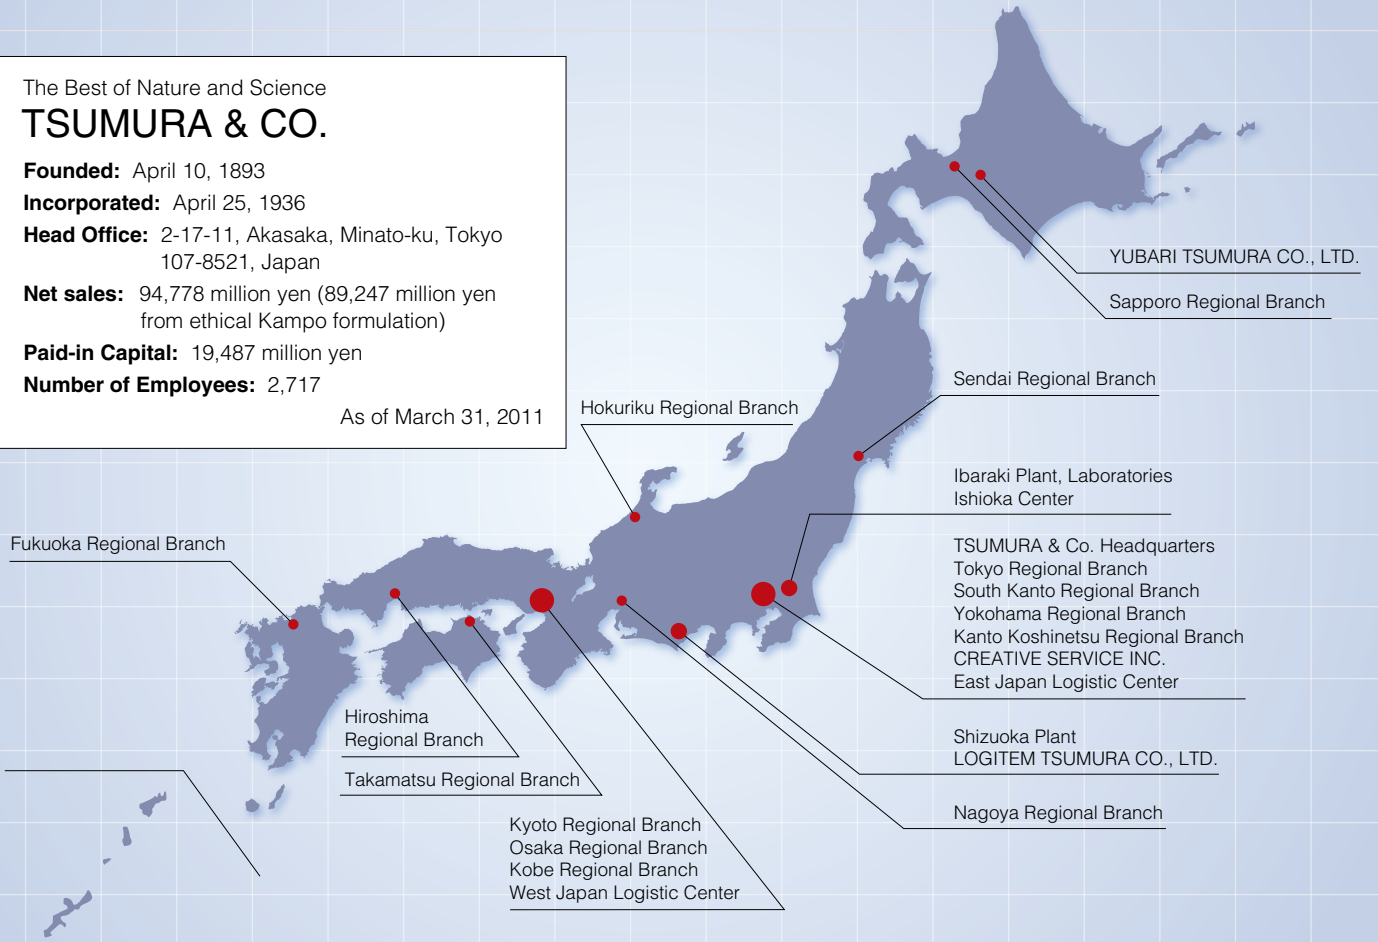 The Best of Nature and Science
TSUMURA & CO.
Founded: April 10, 1893
Incorporated: April 25, 1936
Head Office: 2-17-11, Akasaka, Minato-ku, Tokyo
107-8521, Japan
Net sales: 94,778 million yen (89,247 million yen
from ethical Kampo formulation)
Paid-in Capital: 19,487 million yen
Number of Employees: 2,717
As of March 31, 2011
YUBARI TSUMURA CO., LTD.
Sapporo Regional Branch
Sendai Regional Branch
Hokuriku Regional Branch
Ibaraki Plant, Laboratories
Ishioka Center
Fukuoka Regional Branch
TSUMURA & Co. Headquarters
Tokyo Regional Branch
South Kanto Regional Branch
Yokohama Regional Branch
Kanto Koshinetsu Regional Branch
CREATIVE SERVICE INC.
East Japan Logistic Center
Hiroshima
Regional Branch
Takamatsu Regional Branch
Shizuoka Plant
LOGITEM TSUMURA CO., LTD.
Nagoya Regional Branch
Kyoto Regional Branch
Osaka Regional Branch
Kobe Regional Branch
West Japan Logistic Center